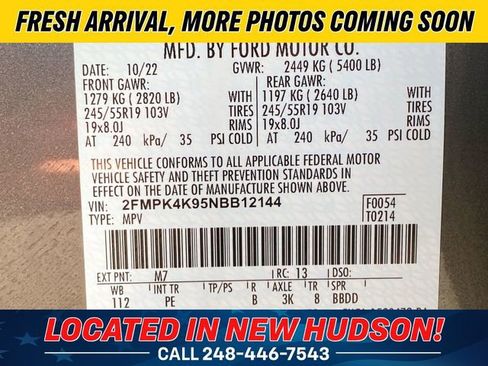 FRESH ARRIVAL, MORE PHOTOS COMING SOON
MFD. BY FORD MOTOR CO.
DATE: 10/22 GVWR: 2449 KG ( 5400 LB)
FRONT GAWR: REAR GAWR:
1279 KG ( 2820 LB) WITH 1197 KG ( 2640 LB) WITH
245/55R19 103V TIRES 245/55R19 103V TIRES
19x8.0J RIMS 19x8.0J RIMS
AT 240 kPa/ 35 PSI COLD AT 240 kPa/ 35 PSI COLD
THIS VEHICLE CONFORMS TO ALL APPLICABLE FEDERAL MOTOR
VEHICLE SAFETY AND THEFT PREVENTION STANDARDS IN
EFFECT ON THE DATE OF MANUFACTURE SHOWN ABOVE.
VIN: 2FMPK4K95NBB12144 F0054
TYPE: MPV T0214
EXT PNT: M7 RC: 13 DSO:
WB INT TR TP/PS R AXLE TR SPR
112 PE B 3K 8 BBDD
LOCATED IN NEW HUDSON!
CALL 248-446-7543